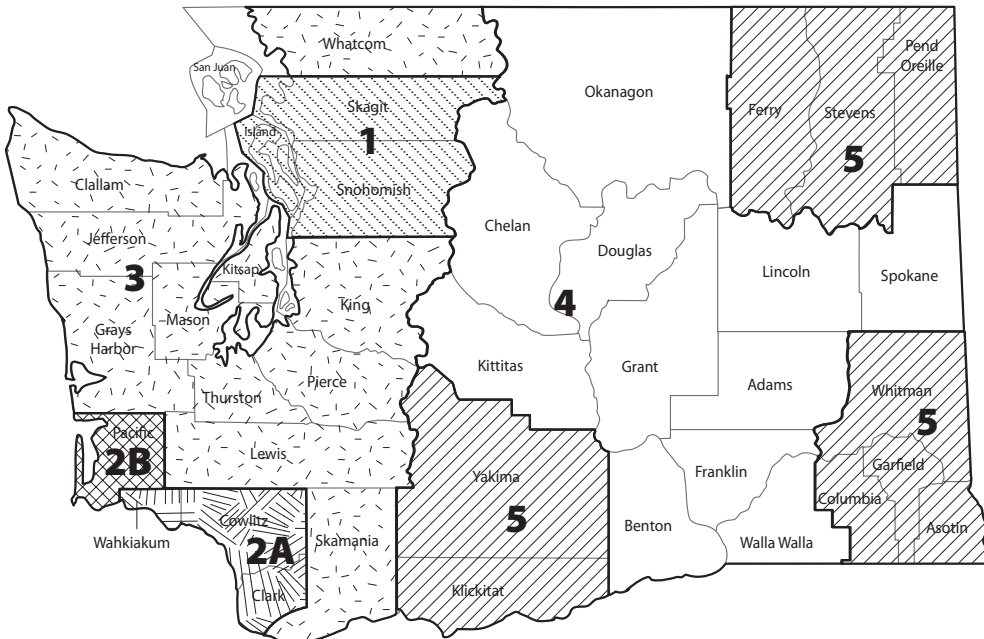 Whatcom
San Juan
Pend
Oreille
Okanagon
Skagit
Ferry
Stevens
Island
1
5
Snohomish
Clallam
Chelan
Jefferson
Douglas
Kitsap
Lincoln
Spokane
3
King
4
Mason
Grays
Harbor
Kittitas
Grant
Adams
Pierce
Whitman
Thurston
5
Pacific
Lewis
2B
Yakima
Franklin
Garfield
Columbia
5
Cowlitz
Benton
Asotin
Wahkiakum
2A
Skamania
Walla Walla
Clark
Klickitat
5